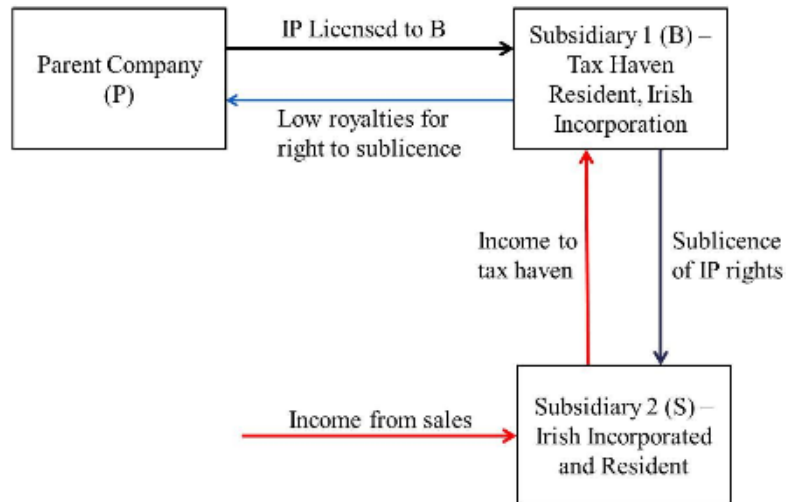 IP Licensed to B
Parent Company
(P)
Low royalties for
right to sublicence
Subsidiary 1 (B) –
Tax Haven
Resident, Irish
Incorporation
Income to
tax haven
Sublicence
of IP rights
Income from sales
Subsidiary 2 (S) –
Irish Incorporated
and Resident